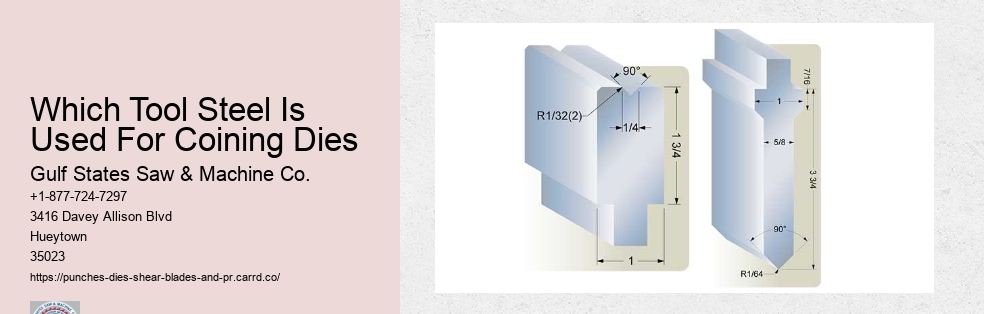 Which Tool Steel Is
Used For Coining Dies
Gulf States Saw & Machine Co.
+1-877-724-7297
3416 Davey Allison Blvd
Hueytown
35023
https://punches-dies-shear-blades-and-pr.carrd.co/
90°
R1/32(2)
1/4
1 3/4
1
7/16
1
5/8
3 3/4
90°
R1/64